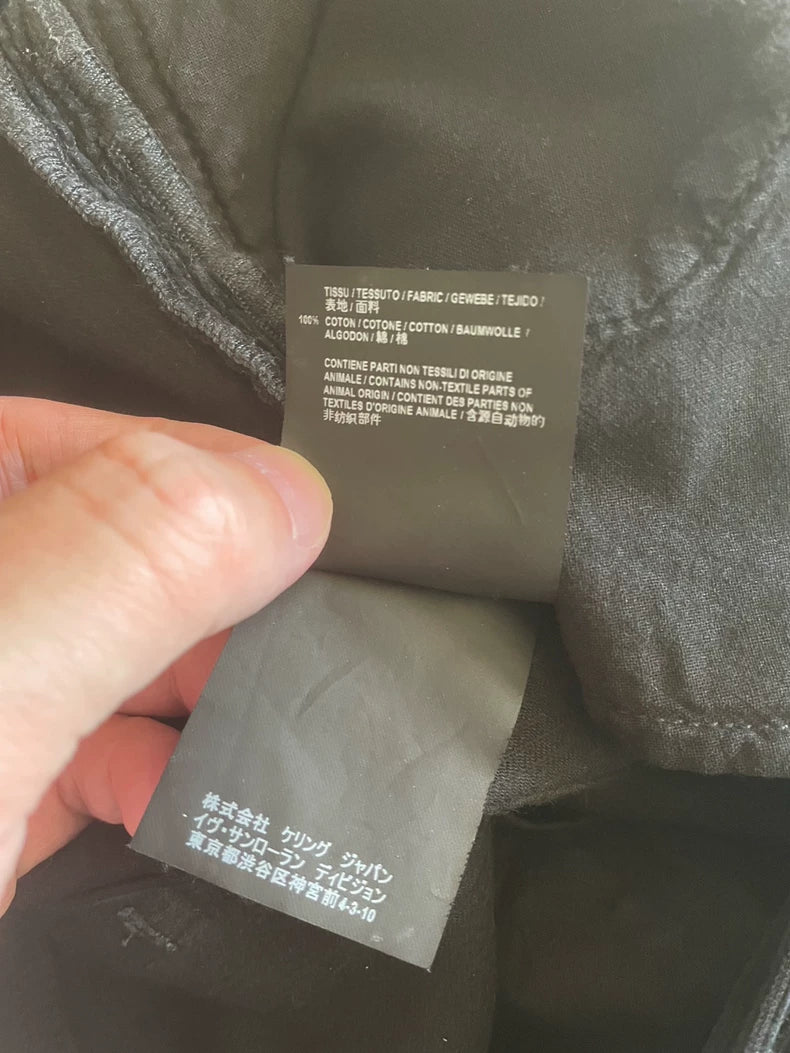 TISSU / TESSUTO / FABRIC / GEWEBE / TEJIDO /
表地 / 面料
100% COTON / COTONE / COTTON / BAUMWOLLE /
ALGODON / 綿 / 棉
CONTIENE PARTI NON TESSILI DI ORIGINE
ANIMALE / CONTAINS NON-TEXTILE PARTS OF
ANIMAL ORIGIN / CONTIENT DES PARTIES NON
TEXTILES D'ORIGINE ANIMALE / 含源自动物的
非纺织部件
株式会社 ケリング ジャパン
イヴ・サンローラン ディビジョン
東京都渋谷区神宮前4-3-10